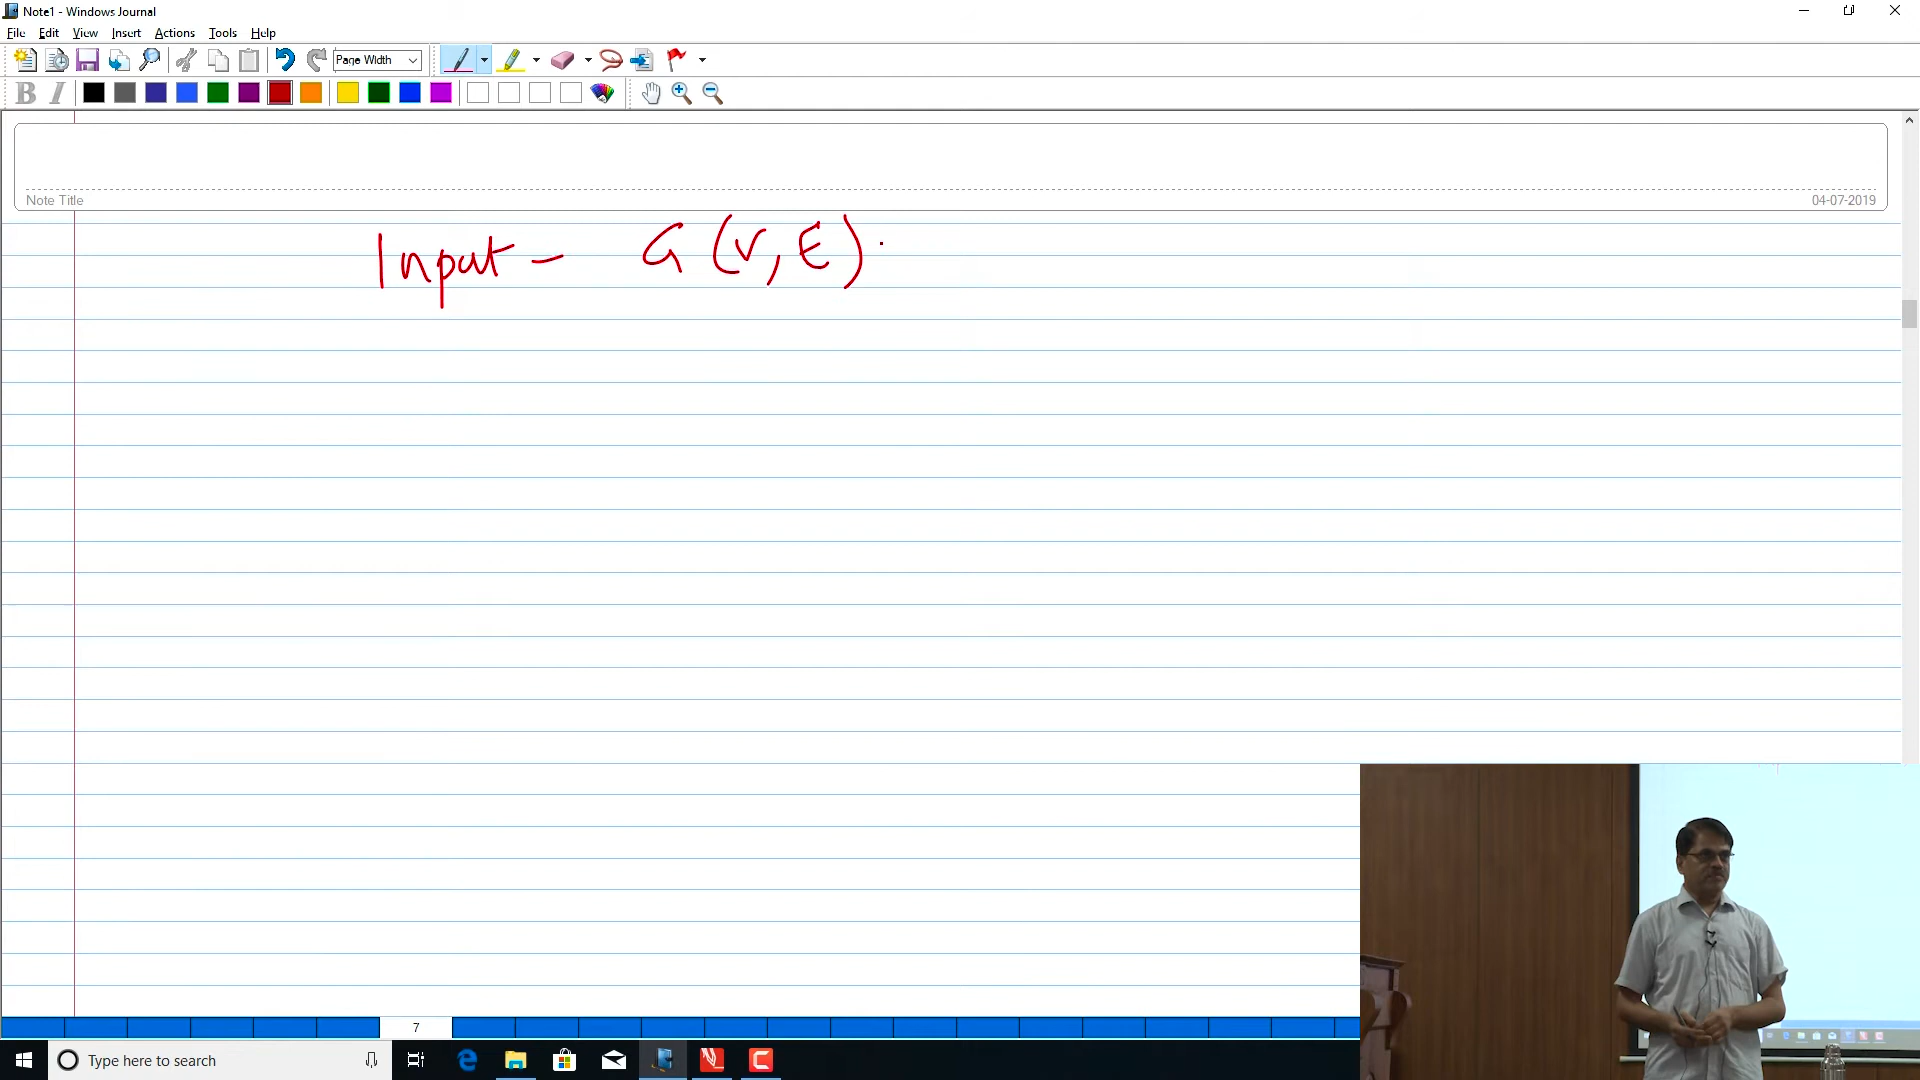 Note1 - Windows Journal
File Edit View Insert Actions Tools Help
Page Width
B I
Note Title
04-07-2019
Input - G (V, E) .
7
Type here to search